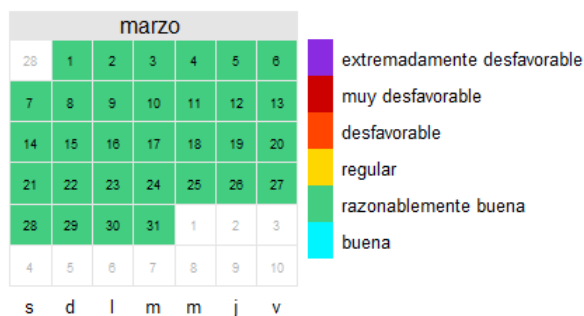 marzo
28 1 2 3 4 5 6
7 8 9 10 11 12 13
14 15 16 17 18 19 20
21 22 23 24 25 26 27
28 29 30 31 1 2 3
4 5 6 7 8 9 10
s d l m m j v
extremadamente desfavorable
muy desfavorable
desfavorable
regular
razonablemente buena
buena